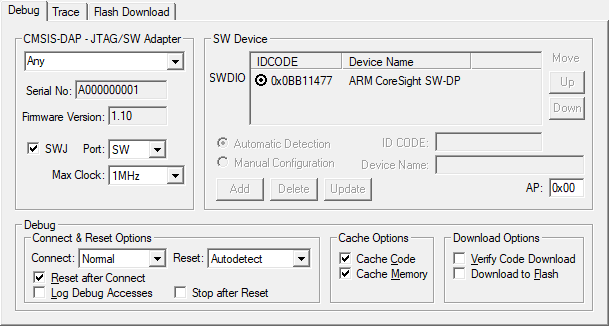 Debug Trace Flash Download
CMSIS-DAP - JTAG/SW Adapter
Any
Serial No: A000000001
Firmware Version: 1.10
SWJ Port: SW
Max Clock: 1MHz
SW Device
IDCODE Device Name Move
SWDIO 0x0BB11477 ARM CoreSight SW-DP Up
Down
Automatic Detection ID CODE:
Manual Configuration Device Name:
Add Delete Update AP: 0x00
Debug
Connect & Reset Options
Connect: Normal Reset: Autodetect
Reset after Connect
Log Debug Accesses Stop after Reset
Cache Options
Cache Code
Cache Memory
Download Options
Verify Code Download
Download to Flash